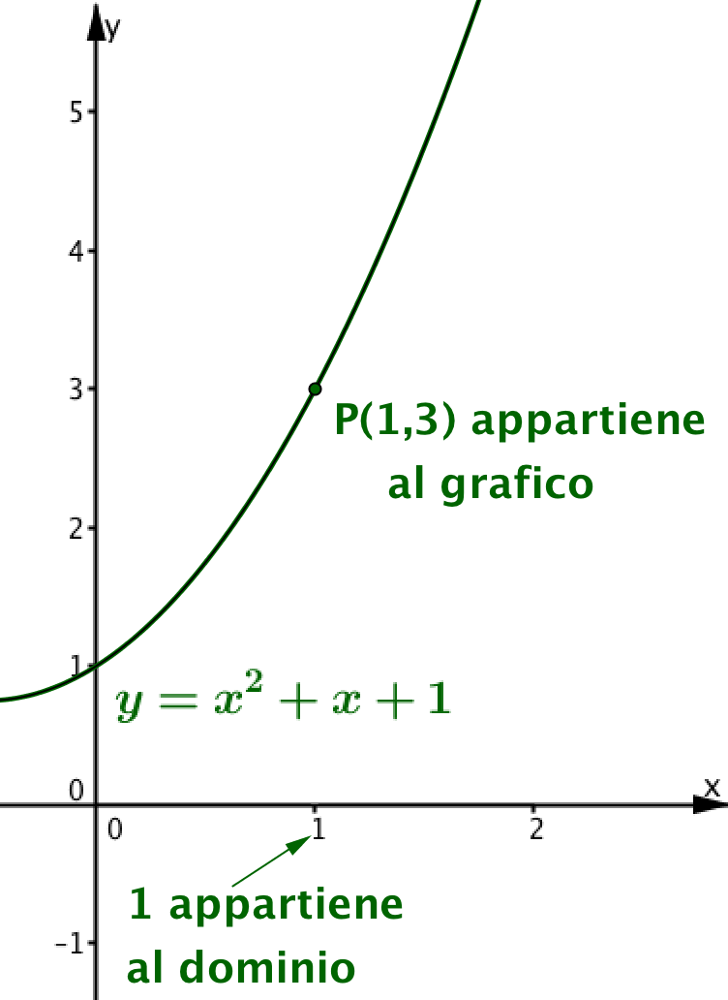 y
5
4
3
P(1,3) appartiene
al grafico
2
1
y = x² + x + 1
0
x
0
1
2
1 appartiene
al dominio
-1